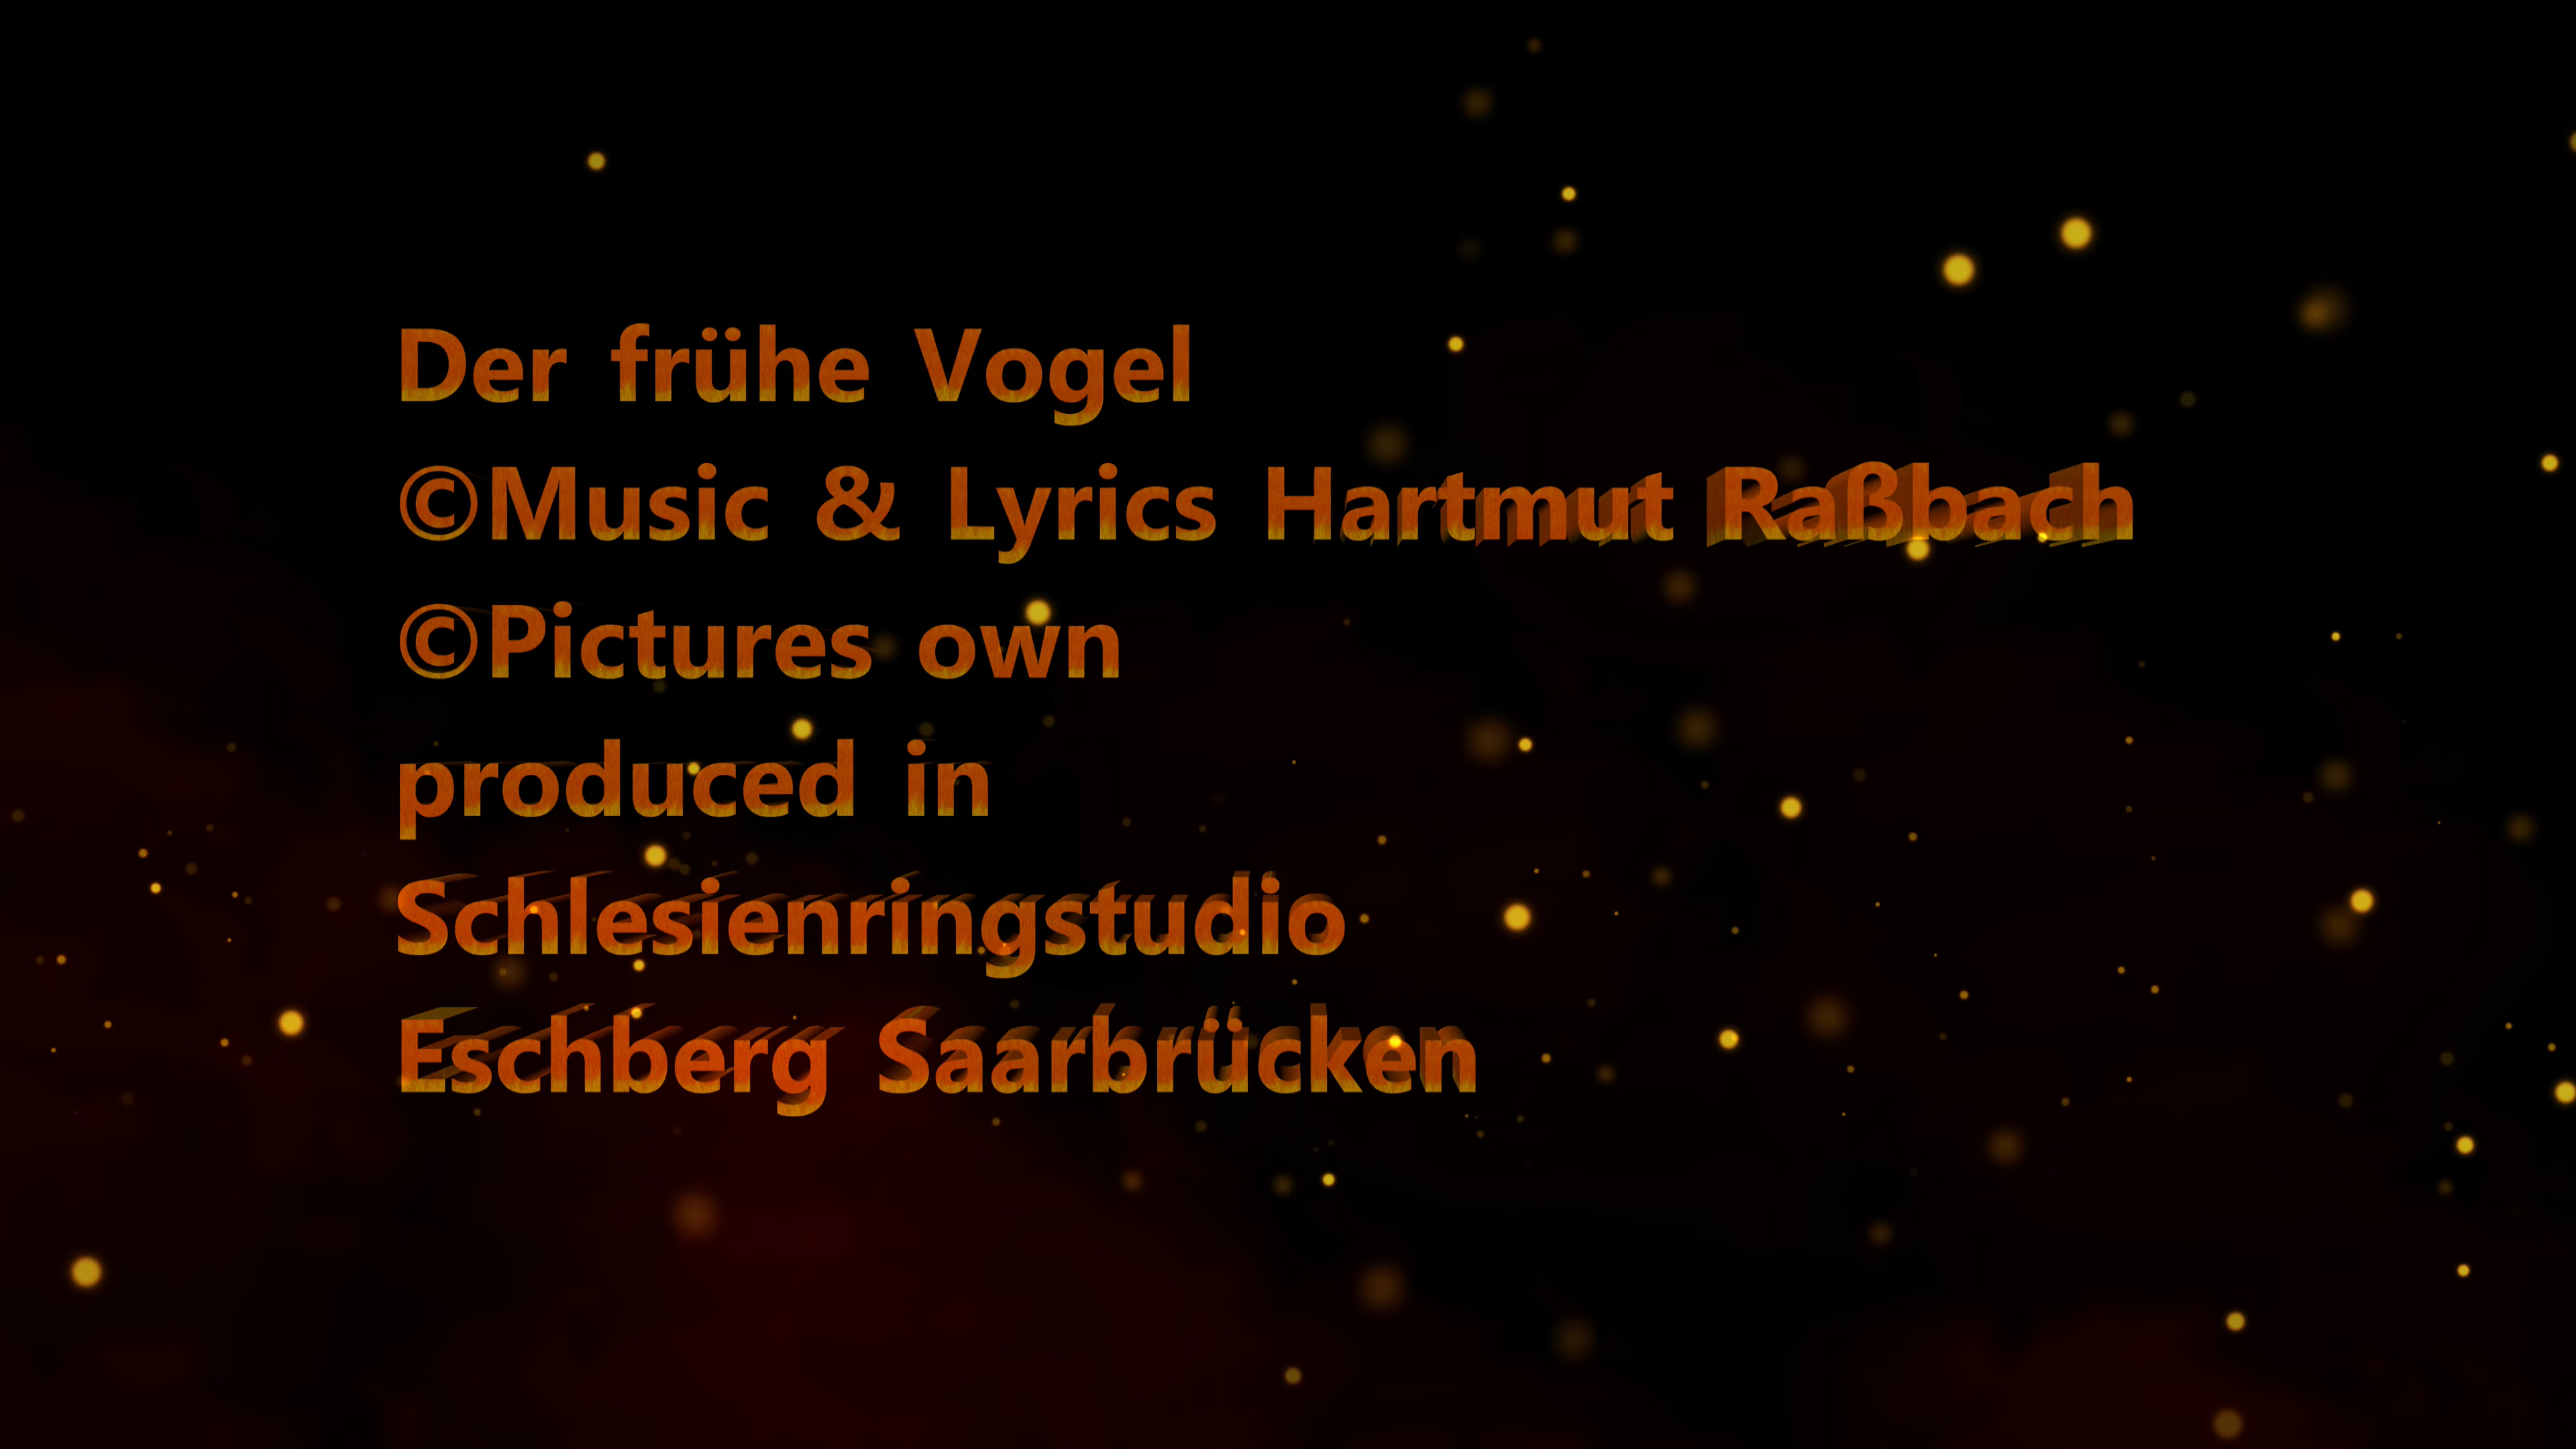 Der frühe Vogel
©Music & Lyrics Hartmut Raßbach
©Pictures own
produced in
Schlesienringstudio
Eschberg Saarbrücken